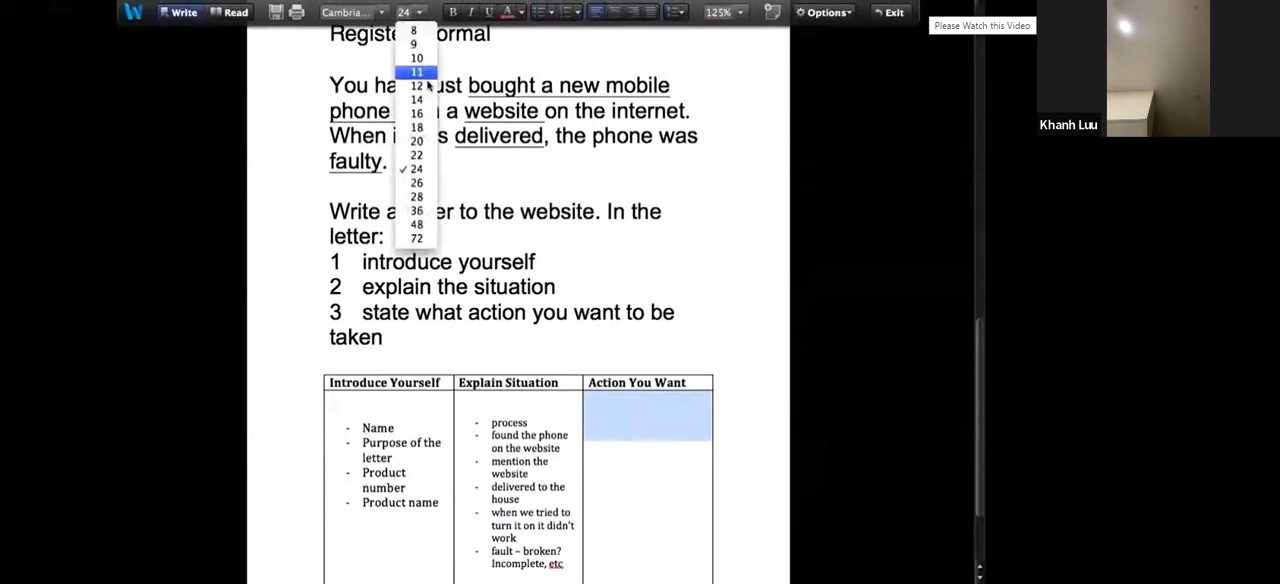 Write Read Cambria... 24 B I U A 125% Options Exit
Please Watch this Video
Khanh Luu
8
9
10
11
12
14
16
18
20
22
24
26
28
36
48
72
Registe ormal
You ha ust bought a new mobile
phone a website on the internet.
When i s delivered, the phone was
faulty.
Write a er to the website. In the
letter:
1 introduce yourself
2 explain the situation
3 state what action you want to be
taken
Introduce Yourself Explain Situation Action You Want
- Name
- Purpose of the
letter
- Product
number
- Product name
- process
- found the phone
on the website
- mention the
website
- delivered to the
house
- when we tried to
turn it on it didn't
work
- fault – broken?
Incomplete, etc